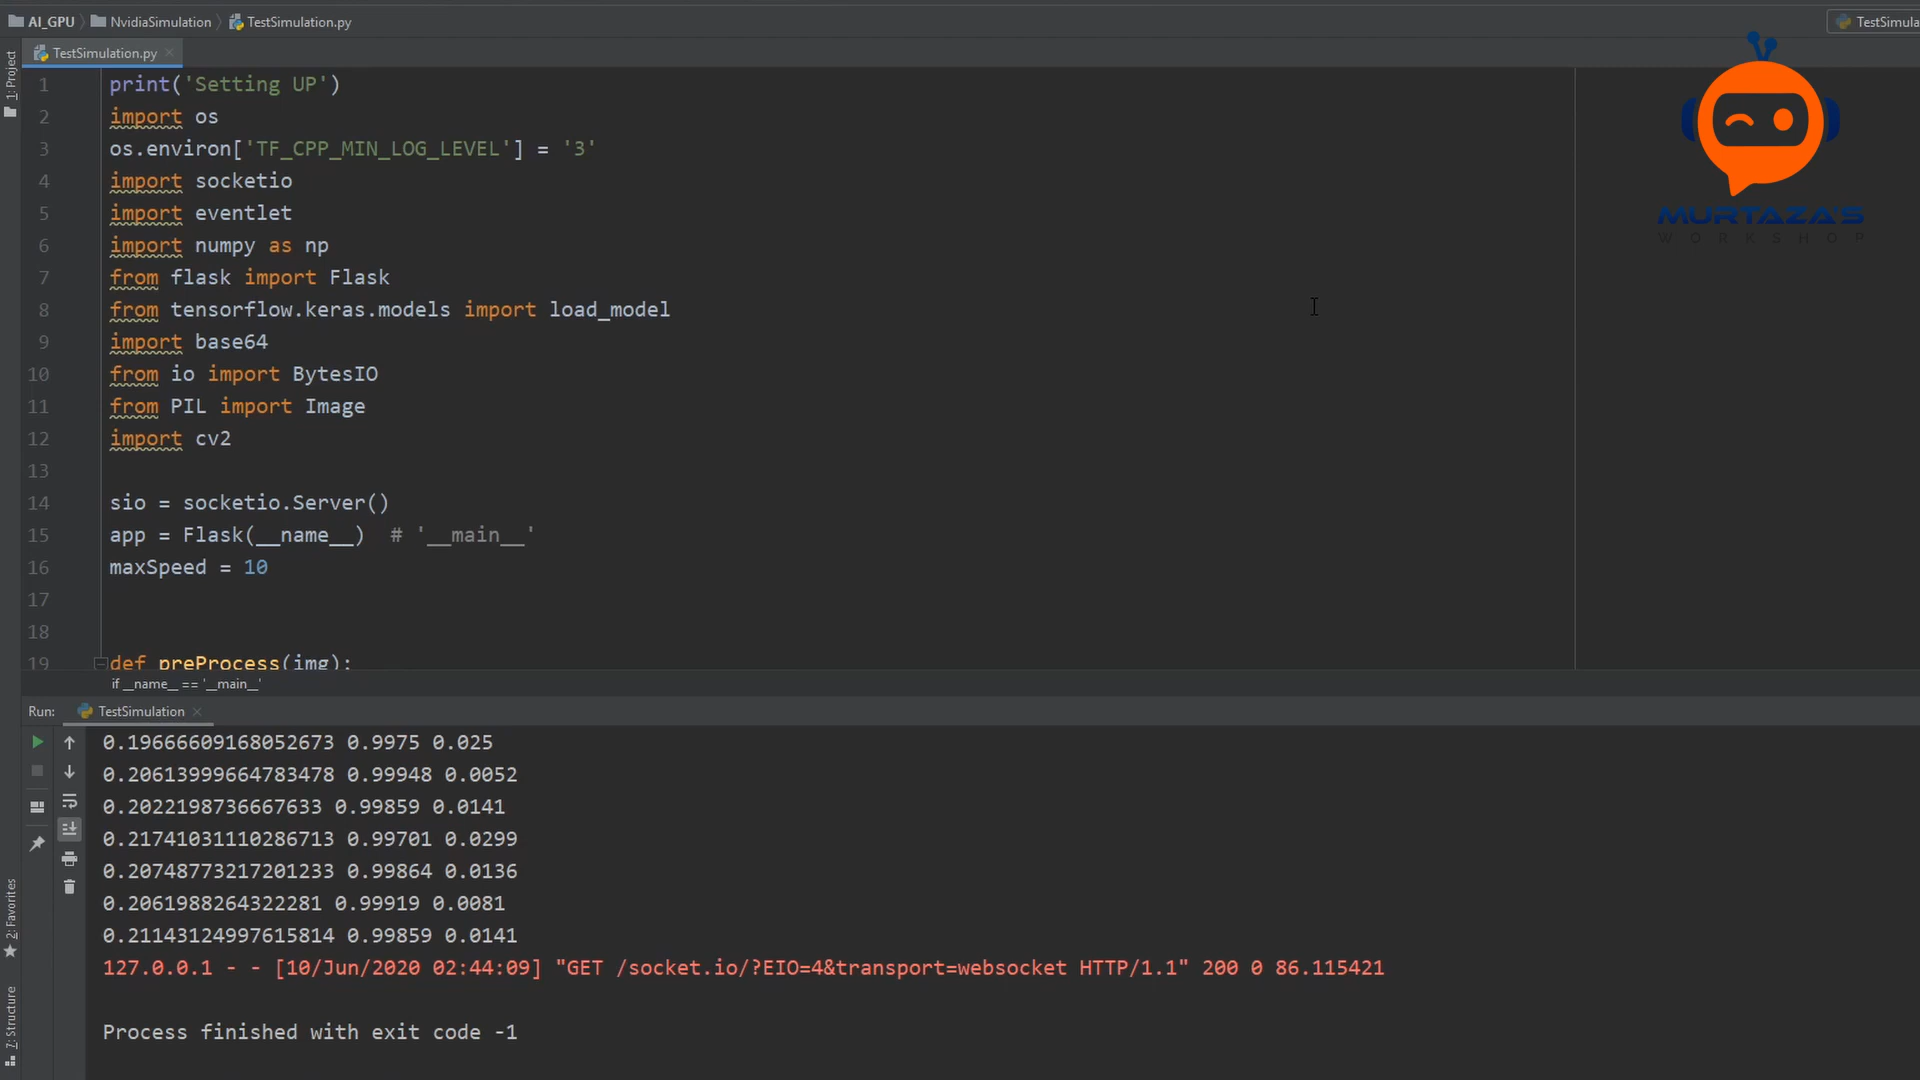 AI_GPU NvidiaSimulation TestSimulation.py TestSimula
TestSimulation.py
1: Project
1 print('Setting UP')
2 import os
3 os.environ['TF_CPP_MIN_LOG_LEVEL'] = '3'
4 import socketio
5 import eventlet
6 import numpy as np
7 from flask import Flask
8 from tensorflow.keras.models import load_model
9 import base64
10 from io import BytesIO
11 from PIL import Image
12 import cv2
13
14 sio = socketio.Server()
15 app = Flask(__name__)  # '__main__'
16 maxSpeed = 10
17
18
19 def preProcess(img):
MURTAZA'S
WORKSHOP
if __name__ == '__main__'
Run: TestSimulation
0.19666609168052673 0.9975 0.025
0.20613999664783478 0.99948 0.0052
0.2022198736667633 0.99859 0.0141
0.21741031110286713 0.99701 0.0299
0.20748773217201233 0.99864 0.0136
0.2061988264322281 0.99919 0.0081
0.21143124997615814 0.99859 0.0141
127.0.0.1 - - [10/Jun/2020 02:44:09] "GET /socket.io/?EIO=4&transport=websocket HTTP/1.1" 200 0 86.115421
Process finished with exit code -1
2: Favorites
7: Structure